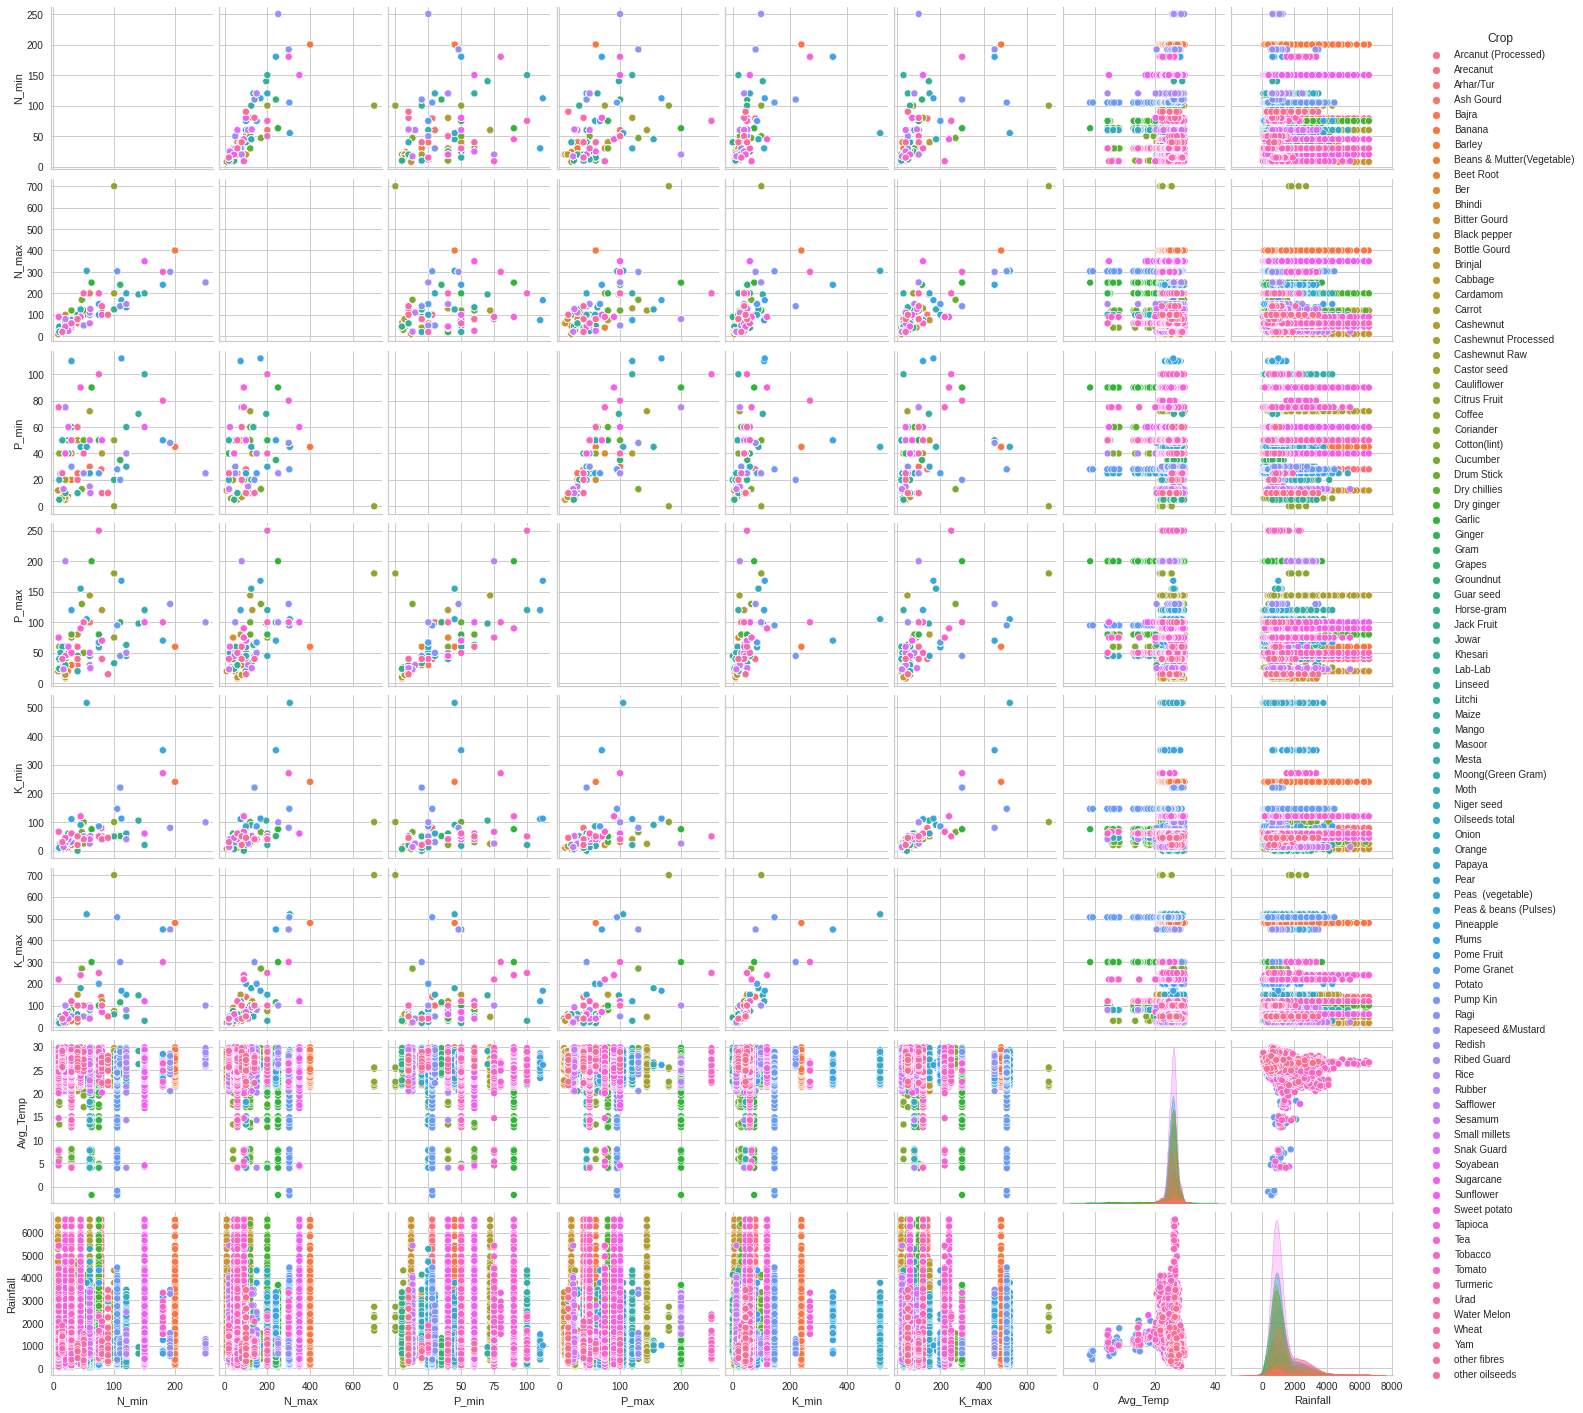 N_min
250
200
150
100
50
0
N_max
700
600
500
400
300
200
100
0
P_min
100
80
60
40
20
0
P_max
250
200
150
100
50
0
K_min
500
400
300
200
100
0
K_max
700
600
500
400
300
200
100
0
Avg_Temp
30
25
20
15
10
5
0
Rainfall
6000
5000
4000
3000
2000
1000
0
0 100 200
0 200 400 600
0 25 50 75 100
0 100 200
0 200 400
0 200 400 600
0 20 40
0 2000 4000 6000 8000
N_min N_max P_min P_max K_min K_max Avg_Temp Rainfall
Crop
Arcanut (Processed)
Arecanut
Arhar/Tur
Ash Gourd
Bajra
Banana
Barley
Beans & Mutter(Vegetable)
Beet Root
Ber
Bhindi
Bitter Gourd
Black pepper
Bottle Gourd
Brinjal
Cabbage
Cardamom
Carrot
Cashewnut
Cashewnut Processed
Cashewnut Raw
Castor seed
Cauliflower
Citrus Fruit
Coffee
Coriander
Cotton(lint)
Cucumber
Drum Stick
Dry chillies
Dry ginger
Garlic
Ginger
Gram
Grapes
Groundnut
Guar seed
Horse-gram
Jack Fruit
Jowar
Khesari
Lab-Lab
Linseed
Litchi
Maize
Mango
Masoor
Mesta
Moong(Green Gram)
Moth
Niger seed
Oilseeds total
Onion
Orange
Papaya
Pear
Peas  (vegetable)
Peas & beans (Pulses)
Pineapple
Plums
Pome Fruit
Pome Granet
Potato
Pump Kin
Ragi
Rapeseed &Mustard
Redish
Ribed Guard
Rice
Rubber
Safflower
Sesamum
Small millets
Snak Guard
Soyabean
Sugarcane
Sunflower
Sweet potato
Tapioca
Tea
Tobacco
Tomato
Turmeric
Urad
Water Melon
Wheat
Yam
other fibres
other oilseeds